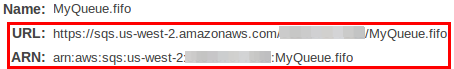 Name: MyQueue.fifo
URL: https://sqs.us-west-2.amazonaws.com/ /MyQueue.fifo
ARN: arn:aws:sqs:us-west-2: :MyQueue.fifo